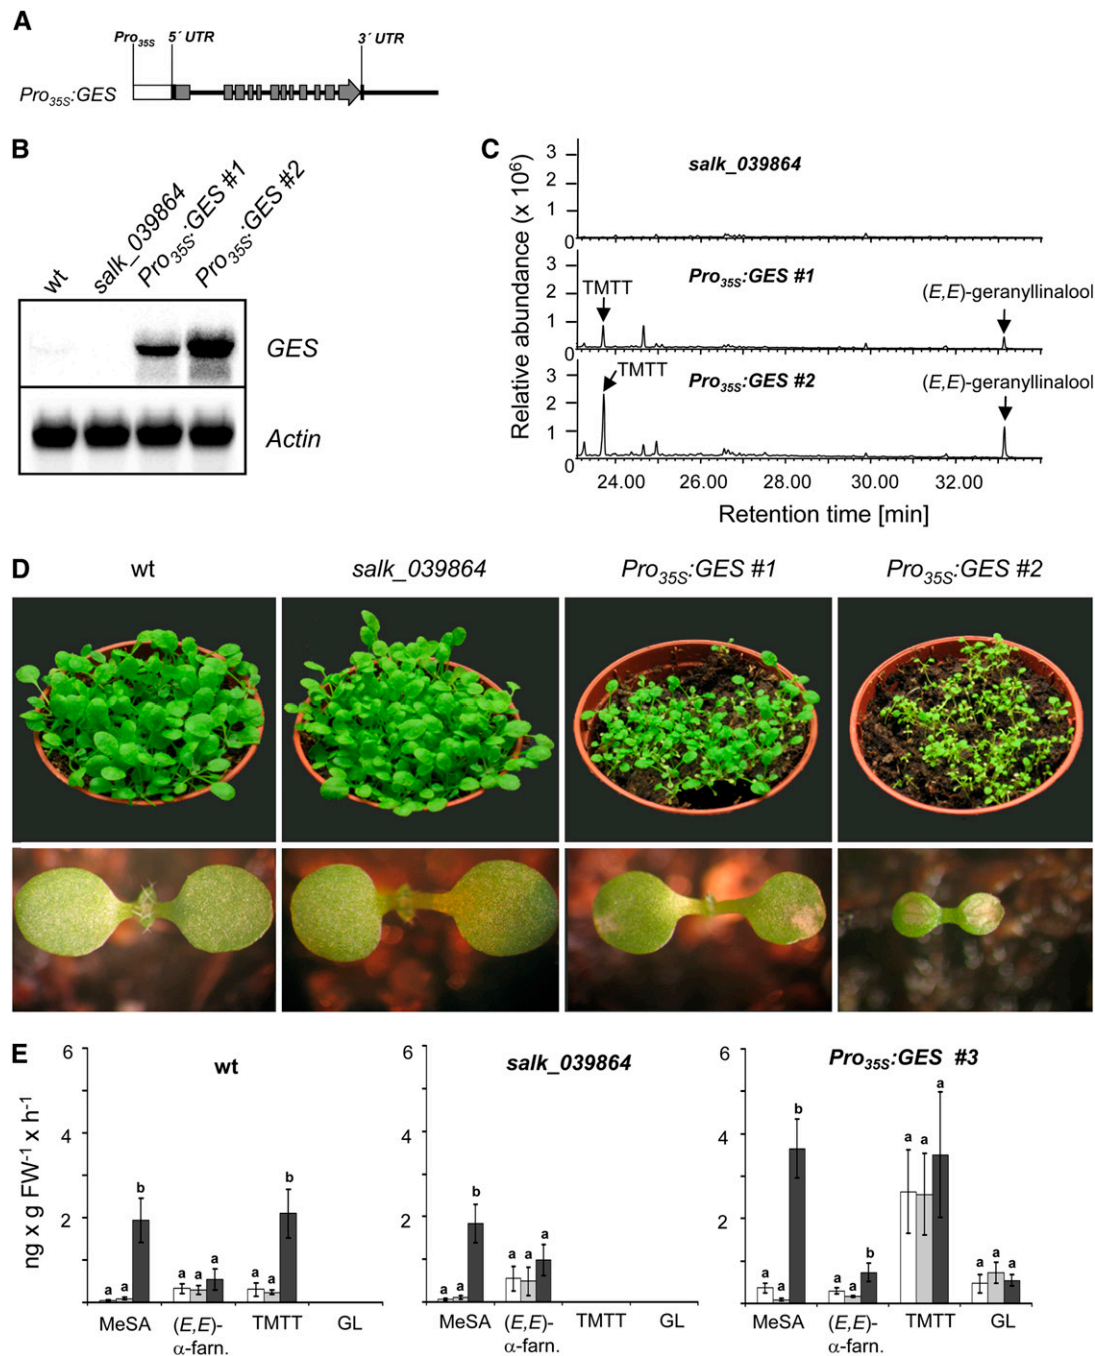 A
Pro35S 5´ UTR 3´ UTR
Pro35S:GES
B
wt salk_039864 Pro35S:GES #1 Pro35S:GES #2
GES
Actin
C
Relative abundance (x 10⁶)
3
2
1
0
salk_039864
3
2
1
0
TMTT
Pro35S:GES #1
(E,E)-geranyllinalool
3
2
1
0
TMTT
Pro35S:GES #2
(E,E)-geranyllinalool
24.00 26.00 28.00 30.00 32.00
Retention time [min]
D
wt salk_039864 Pro35S:GES #1 Pro35S:GES #2
E
ng x g FW⁻¹ x h⁻¹
6
4
2
wt
a a b a a a a a b
MeSA (E,E)-α-farn. TMTT GL
6
4
2
salk_039864
a a b a a a
MeSA (E,E)-α-farn. TMTT GL
6
4
2
Pro35S:GES #3
a a b a a b a a a a a a
MeSA (E,E)-α-farn. TMTT GL